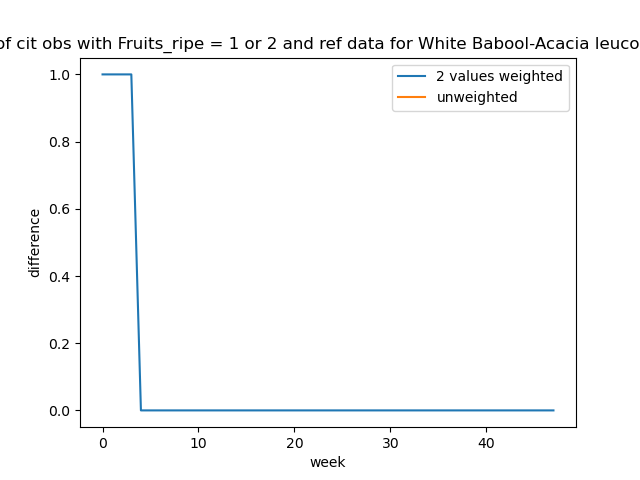 of cit obs with Fruits_ripe = 1 or 2 and ref data for White Babool-Acacia leuco
1.0
2 values weighted
unweighted
0.8
0.6
difference
0.4
0.2
0.0
0 10 20 30 40
week